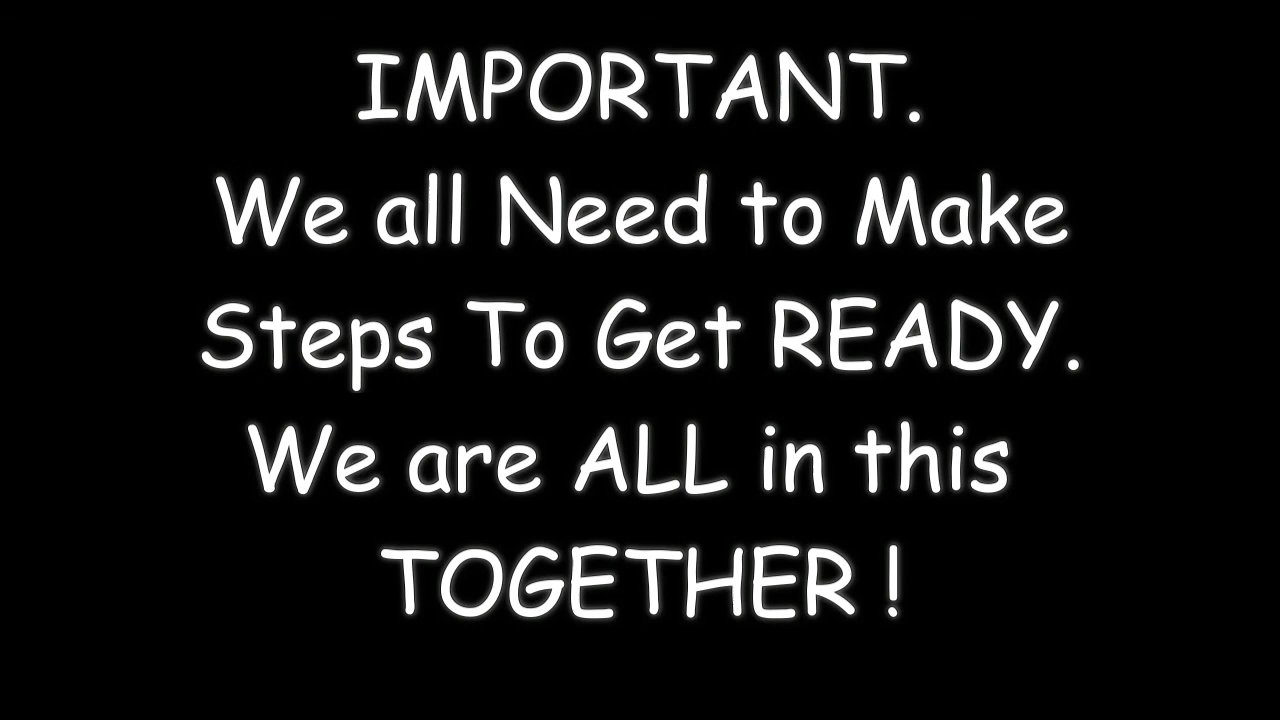 IMPORTANT.
We all Need to Make
Steps To Get READY.
We are ALL in this
TOGETHER !